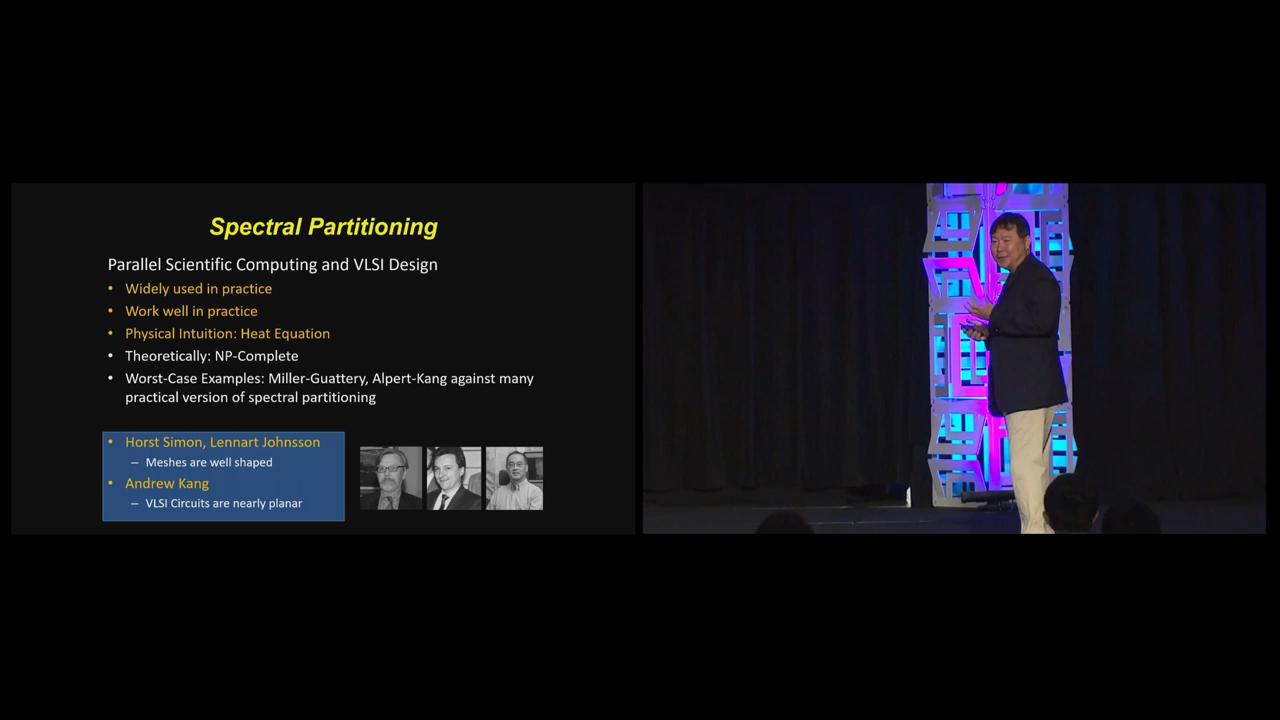 Spectral Partitioning
Parallel Scientific Computing and VLSI Design
• Widely used in practice
• Work well in practice
• Physical Intuition: Heat Equation
• Theoretically: NP-Complete
• Worst-Case Examples: Miller-Guattery, Alpert-Kang against many
practical version of spectral partitioning
• Horst Simon, Lennart Johnsson
– Meshes are well shaped
• Andrew Kang
– VLSI Circuits are nearly planar